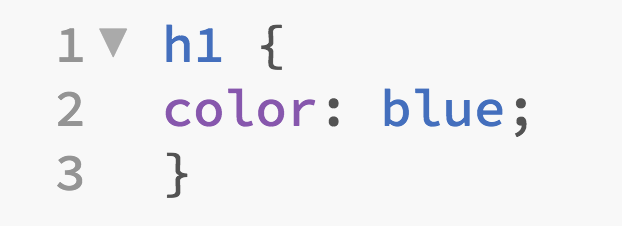 1 ▼ h1 {
2 color: blue;
3 }